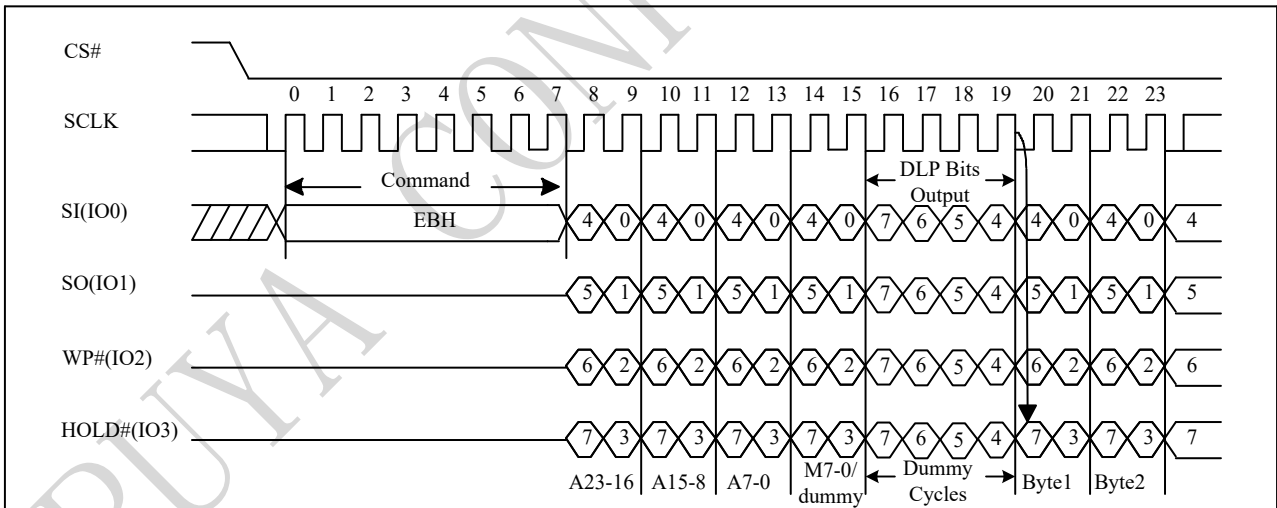 CS#
0 1 2 3 4 5 6 7 8 9 10 11 12 13 14 15 16 17 18 19 20 21 22 23
SCLK
Command
DLP Bits
Output
SI(IO0)
EBH
4 0 4 0 4 0 4 0 7 6 5 4 4 0 4 0 4
SO(IO1)
5 1 5 1 5 1 5 1 7 6 5 4 5 1 5 1 5
WP#(IO2)
6 2 6 2 6 2 6 2 7 6 5 4 6 2 6 2 6
HOLD#(IO3)
7 3 7 3 7 3 7 3 7 6 5 4 7 3 7 3 7
A23-16 A15-8 A7-0
M7-0/
dummy
Dummy
Cycles
Byte1 Byte2
PUYA CONF